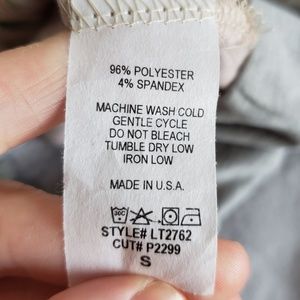 96% POLYESTER
4% SPANDEX
MACHINE WASH COLD
GENTLE CYCLE
DO NOT BLEACH
TUMBLE DRY LOW
IRON LOW
MADE IN U.S.A.
30C
STYLE# LT2762
CUT# P2299
S